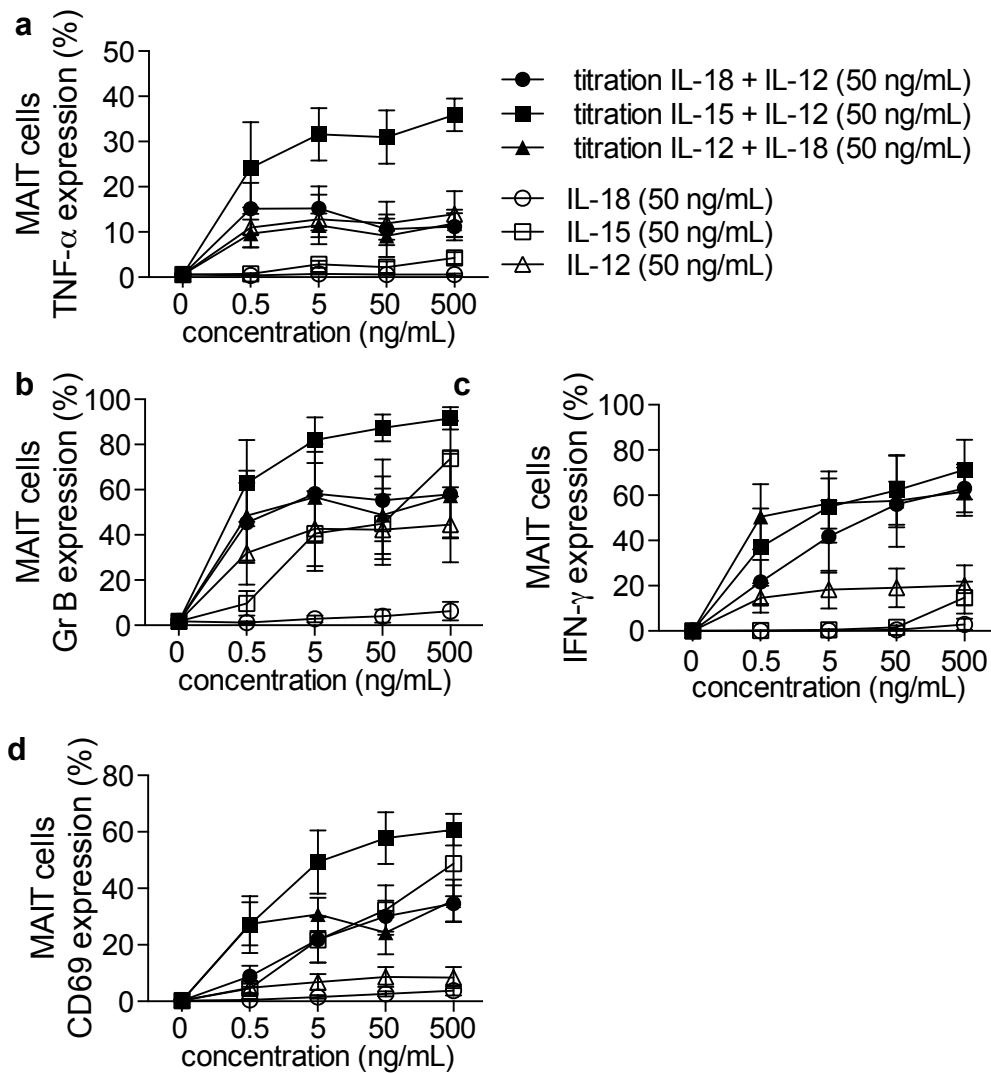 a
MAIT cells
TNF-α expression (%)
50
40
30
20
10
0
0 0.5 5 50 500
concentration (ng/mL)
titration IL-18 + IL-12 (50 ng/mL)
titration IL-15 + IL-12 (50 ng/mL)
titration IL-12 + IL-18 (50 ng/mL)
IL-18 (50 ng/mL)
IL-15 (50 ng/mL)
IL-12 (50 ng/mL)
b
MAIT cells
Gr B expression (%)
100
80
60
40
20
0
0 0.5 5 50 500
concentration (ng/mL)
c
MAIT cells
IFN-γ expression (%)
100
80
60
40
20
0
0 0.5 5 50 500
concentration (ng/mL)
d
MAIT cells
CD69 expression (%)
80
60
40
20
0
0 0.5 5 50 500
concentration (ng/mL)